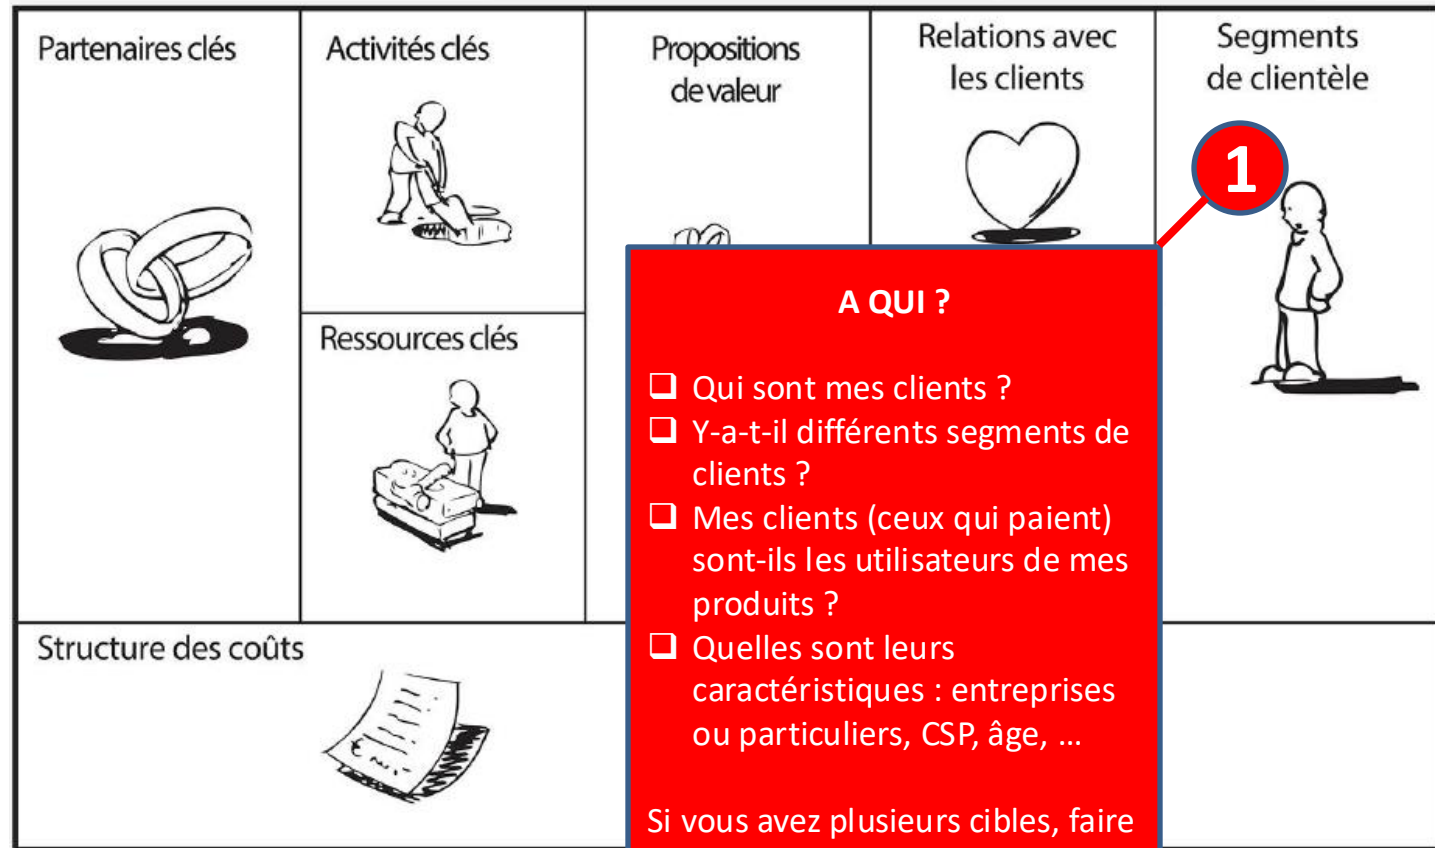 Partenaires clés
Activités clés
Propositions
de valeur
Relations avec
les clients
Segments
de clientèle
1
Ressources clés
A QUI ?
❑ Qui sont mes clients ?
❑ Y-a-t-il différents segments de
clients ?
❑ Mes clients (ceux qui paient)
sont-ils les utilisateurs de mes
produits ?
❑ Quelles sont leurs
caractéristiques : entreprises
ou particuliers, CSP, âge, ...
Si vous avez plusieurs cibles, faire
Structure des coûts